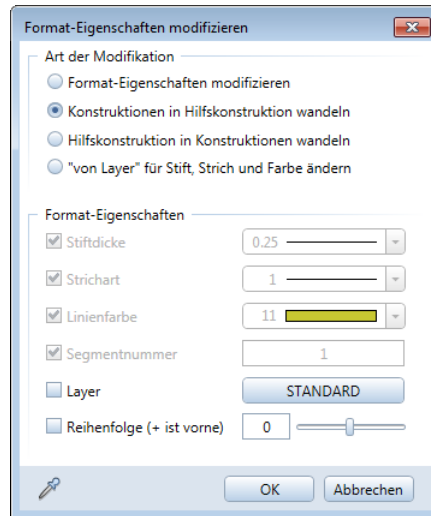 Format-Eigenschaften modifizieren
Art der Modifikation
Format-Eigenschaften modifizieren
Konstruktionen in Hilfskonstruktion wandeln
Hilfskonstruktion in Konstruktionen wandeln
"von Layer" für Stift, Strich und Farbe ändern
Format-Eigenschaften
Stiftdicke 0.25
Strichart 1
Linienfarbe 11
Segmentnummer 1
Layer STANDARD
Reihenfolge (+ ist vorne) 0
OK Abbrechen